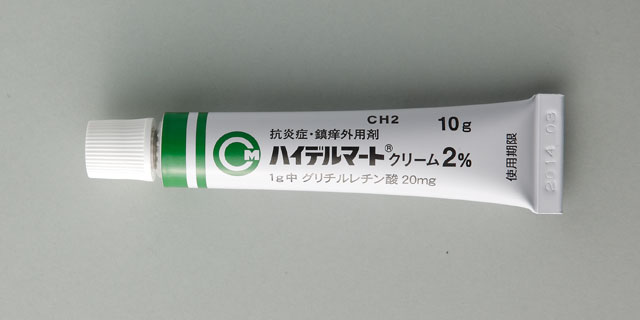 CH2
10g
抗炎症・鎮痒外用剤
CM
ハイデルマート®クリーム2%
1g中 グリチルレチン酸 20mg
使用期限
2014 03